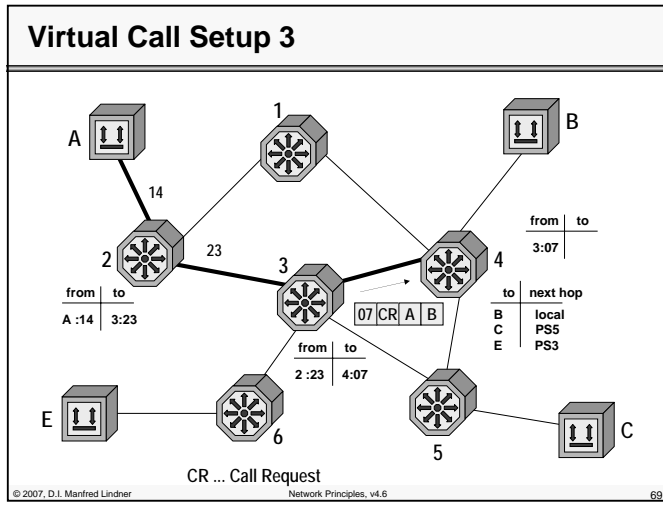 Virtual Call Setup 3
A
1
B
14
2
23
3
4
from to
3:07
from to
A :14 3:23
07 CR A B
to next hop
B local
C PS5
E PS3
from to
2 :23 4:07
E
6
5
C
CR ... Call Request
© 2007, D.I. Manfred Lindner
Network Principles, v4.6
69